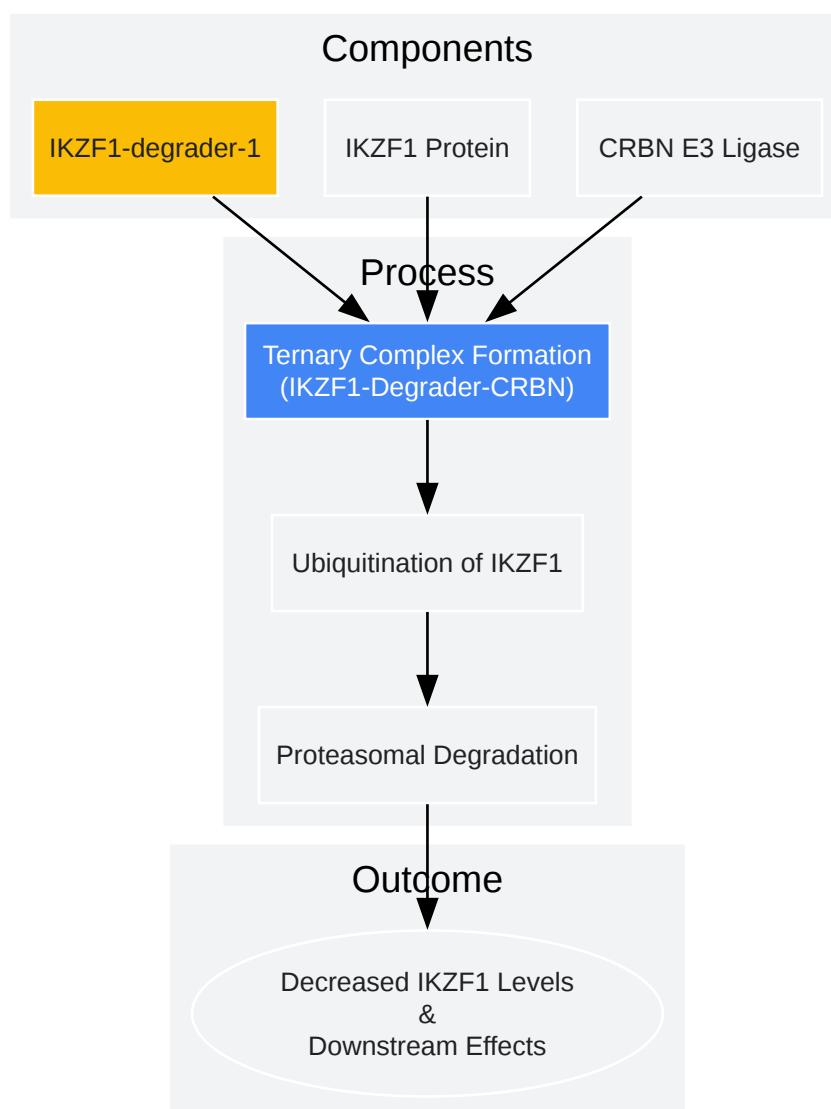 Components
IKZF1-degrader-1
IKZF1 Protein
CRBN E3 Ligase
Process
Ternary Complex Formation
(IKZF1-Degrader-CRBN)
Ubiquitination of IKZF1
Proteasomal Degradation
Outcome
Decreased IKZF1 Levels
&
Downstream Effects